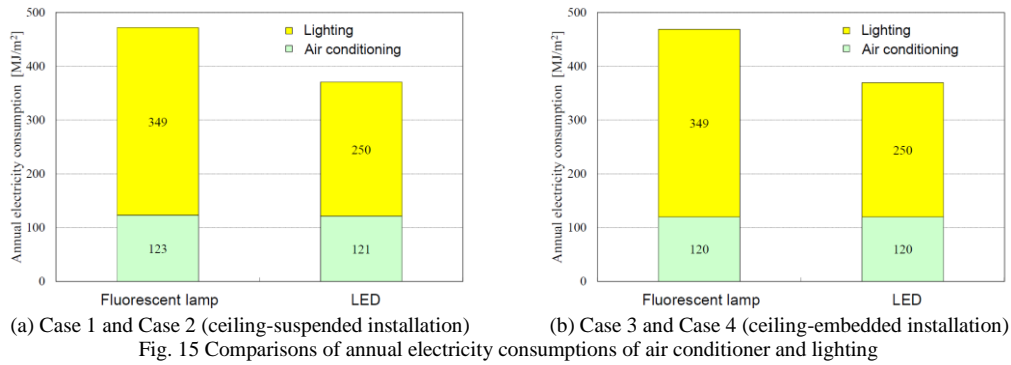 500
400
300
200
100
0
Annual electricity consumption [MJ/m²]
Lighting
Air conditioning
349
250
123
121
Fluorescent lamp LED
500
400
300
200
100
0
Annual electricity consumption [MJ/m²]
Lighting
Air conditioning
349
250
120
120
Fluorescent lamp LED
(a) Case 1 and Case 2 (ceiling-suspended installation) (b) Case 3 and Case 4 (ceiling-embedded installation)
Fig. 15 Comparisons of annual electricity consumptions of air conditioner and lighting